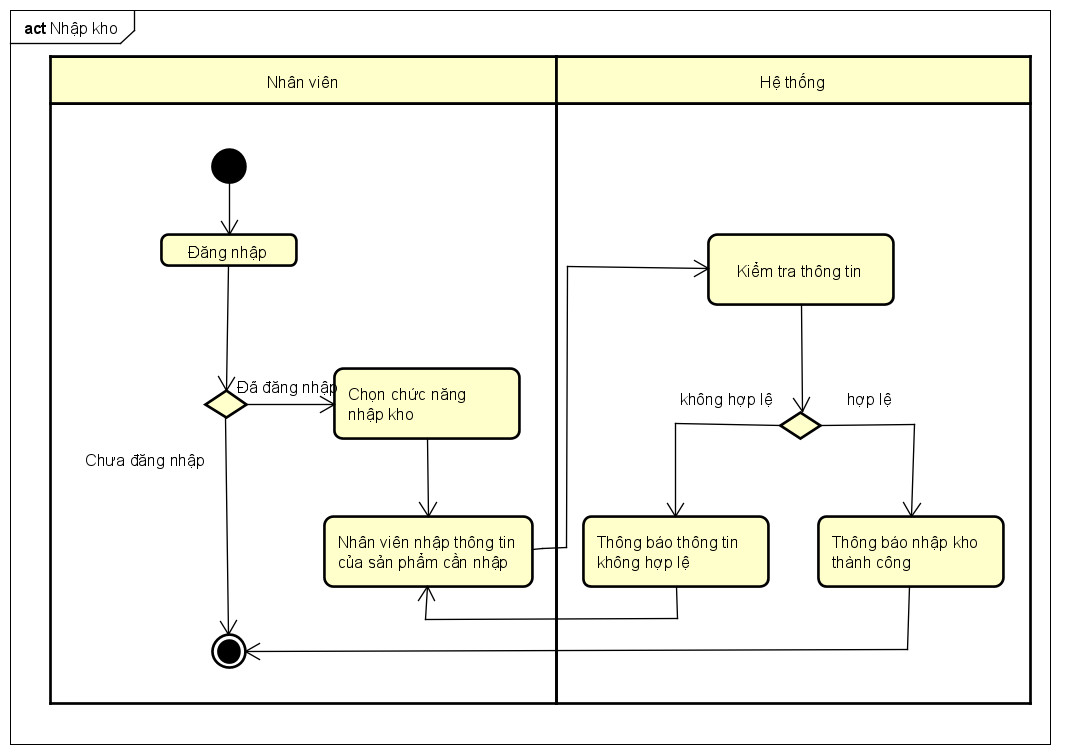 act Nhập kho
Nhân viên
Hệ thống
Đăng nhập
Kiểm tra thông tin
Đã đăng nhập
Chọn chức năng
nhập kho
không hợp lệ
hợp lệ
Chưa đăng nhập
Nhân viên nhập thông tin
của sản phẩm cần nhập
Thông báo thông tin
không hợp lệ
Thông báo nhập kho
thành công